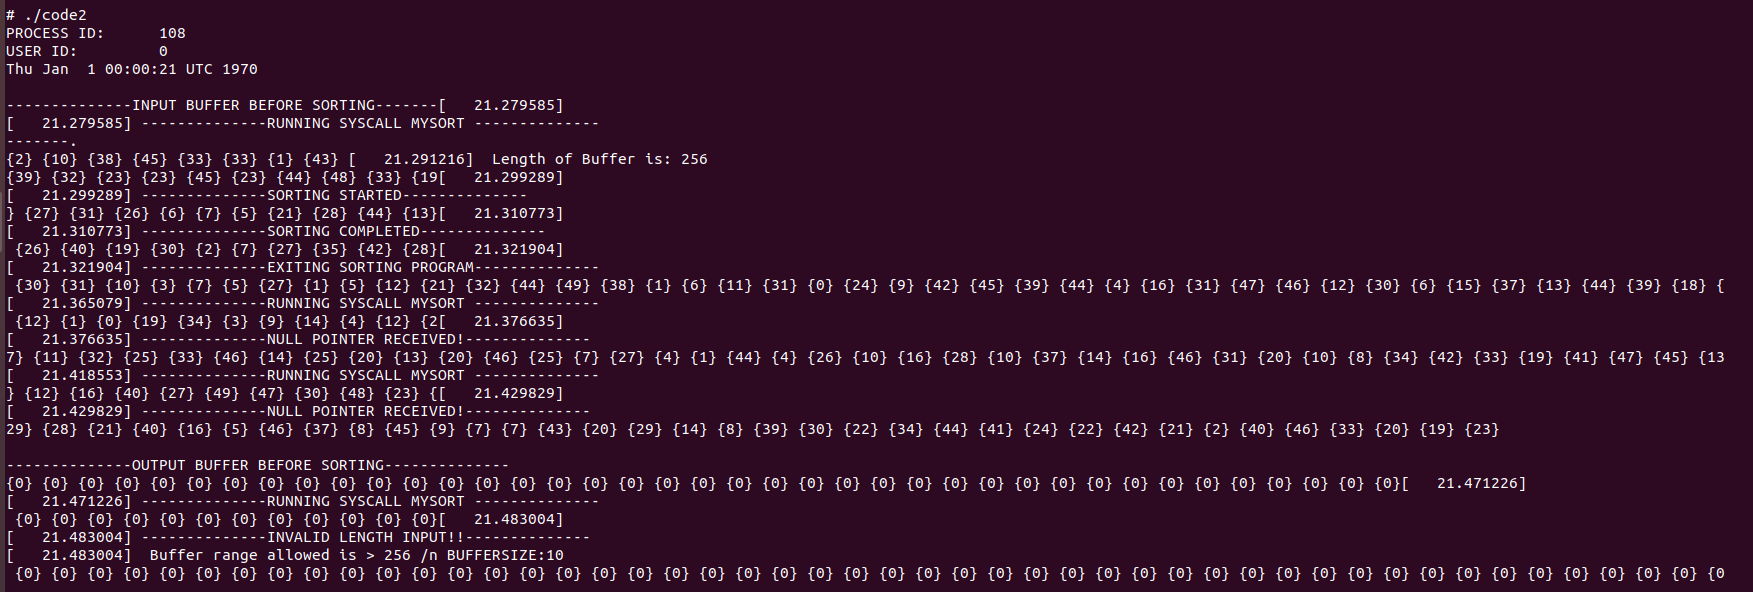 # ./code2
PROCESS ID:      108
USER ID:         0
Thu Jan  1 00:00:21 UTC 1970
--------------INPUT BUFFER BEFORE SORTING-------[   21.279585]
[   21.279585] --------------RUNNING SYSCALL MYSORT --------------
-------.
{2} {10} {38} {45} {33} {33} {1} {43} [   21.291216]  Length of Buffer is: 256
{39} {32} {23} {23} {45} {23} {44} {48} {33} {19[   21.299289]
[   21.299289] --------------SORTING STARTED--------------
} {27} {31} {26} {6} {7} {5} {21} {28} {44} {13}[   21.310773]
[   21.310773] --------------SORTING COMPLETED--------------
 {26} {40} {19} {30} {2} {7} {27} {35} {42} {28}[   21.321904]
[   21.321904] --------------EXITING SORTING PROGRAM--------------
 {30} {31} {10} {3} {7} {5} {27} {1} {5} {12} {21} {32} {44} {49} {38} {1} {6} {11} {31} {0} {24} {9} {42} {45} {39} {44} {4} {16} {31} {47} {46} {12} {30} {6} {15} {37} {13} {44} {39} {18} {
[   21.365079] --------------RUNNING SYSCALL MYSORT --------------
 {12} {1} {0} {19} {34} {3} {9} {14} {4} {12} {2[   21.376635]
[   21.376635] --------------NULL POINTER RECEIVED!--------------
7} {11} {32} {25} {33} {46} {14} {25} {20} {13} {20} {46} {25} {7} {27} {4} {1} {44} {4} {26} {10} {16} {28} {10} {37} {14} {16} {46} {31} {20} {10} {8} {34} {42} {33} {19} {41} {47} {45} {13
[   21.418553] --------------RUNNING SYSCALL MYSORT --------------
} {12} {16} {40} {27} {49} {47} {30} {48} {23} {[   21.429829]
[   21.429829] --------------NULL POINTER RECEIVED!--------------
29} {28} {21} {40} {16} {5} {46} {37} {8} {45} {9} {7} {7} {43} {20} {29} {14} {8} {39} {30} {22} {34} {44} {41} {24} {22} {42} {21} {2} {40} {46} {33} {20} {19} {23}
--------------OUTPUT BUFFER BEFORE SORTING--------------
{0} {0} {0} {0} {0} {0} {0} {0} {0} {0} {0} {0} {0} {0} {0} {0} {0} {0} {0} {0} {0} {0} {0} {0} {0} {0} {0} {0} {0} {0} {0} {0} {0} {0} {0} {0} {0} {0} {0}[   21.471226]
[   21.471226] --------------RUNNING SYSCALL MYSORT --------------
 {0} {0} {0} {0} {0} {0} {0} {0} {0} {0} {0} {0}[   21.483004]
[   21.483004] --------------INVALID LENGTH INPUT!!--------------
[   21.483004]  Buffer range allowed is > 256 /n BUFFERSIZE:10
 {0} {0} {0} {0} {0} {0} {0} {0} {0} {0} {0} {0} {0} {0} {0} {0} {0} {0} {0} {0} {0} {0} {0} {0} {0} {0} {0} {0} {0} {0} {0} {0} {0} {0} {0} {0} {0} {0} {0} {0} {0} {0} {0} {0} {0} {0} {0} {0